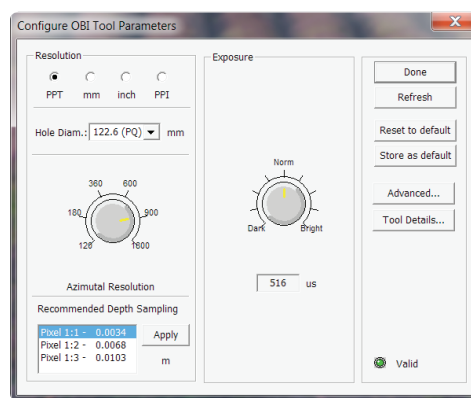 Configure OBI Tool Parameters
Resolution
PPT mm inch PPI
Hole Diam.: 122.6 (PQ) mm
360 600
180 900
120 1600
Azimutal Resolution
Recommended Depth Sampling
Pixel 1:1 - 0.0034
Pixel 1:2 - 0.0068
Pixel 1:3 - 0.0103
Apply
m
Exposure
Norm
Dark Bright
516 us
Done
Refresh
Reset to default
Store as default
Advanced...
Tool Details...
Valid